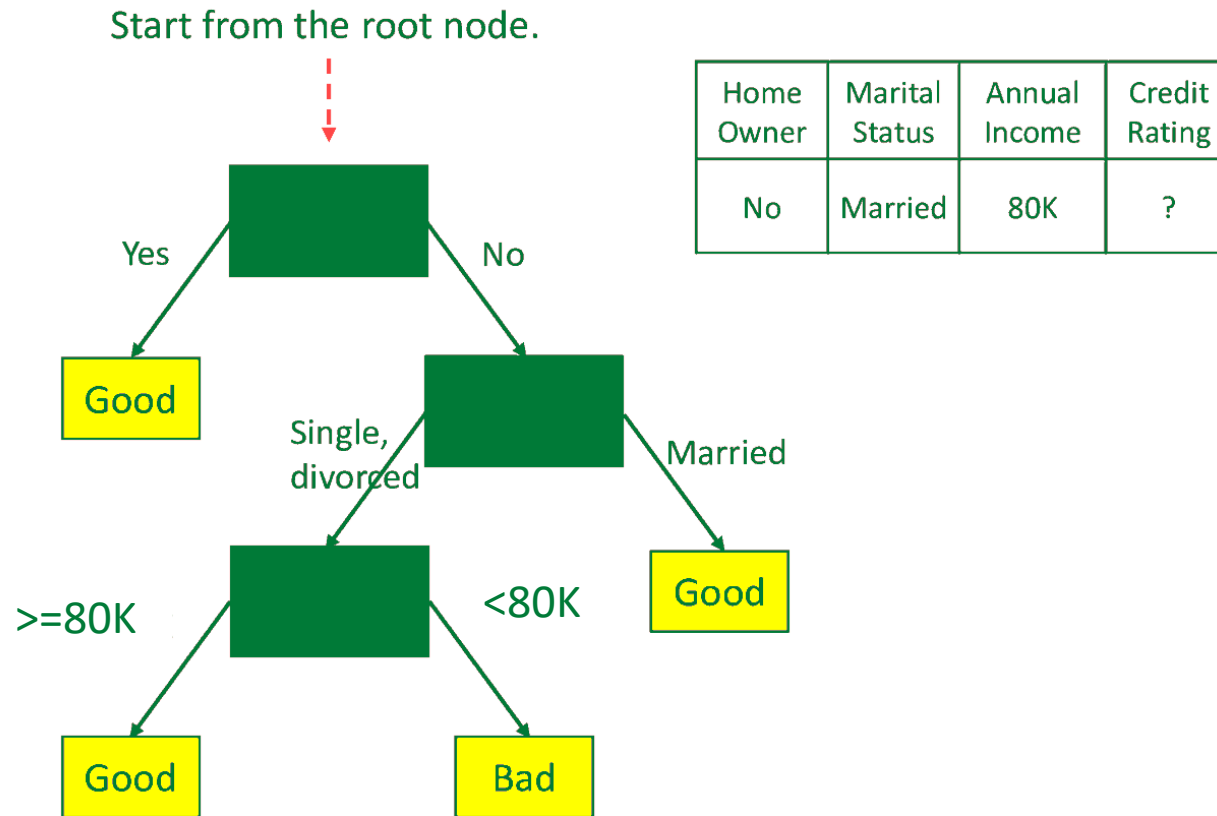 Start from the root node.
Home Owner
Marital Status
Annual Income
Credit Rating
No
Married
80K
?
Yes
No
Good
Single,
divorced
Married
Good
>=80K
<80K
Good
Bad